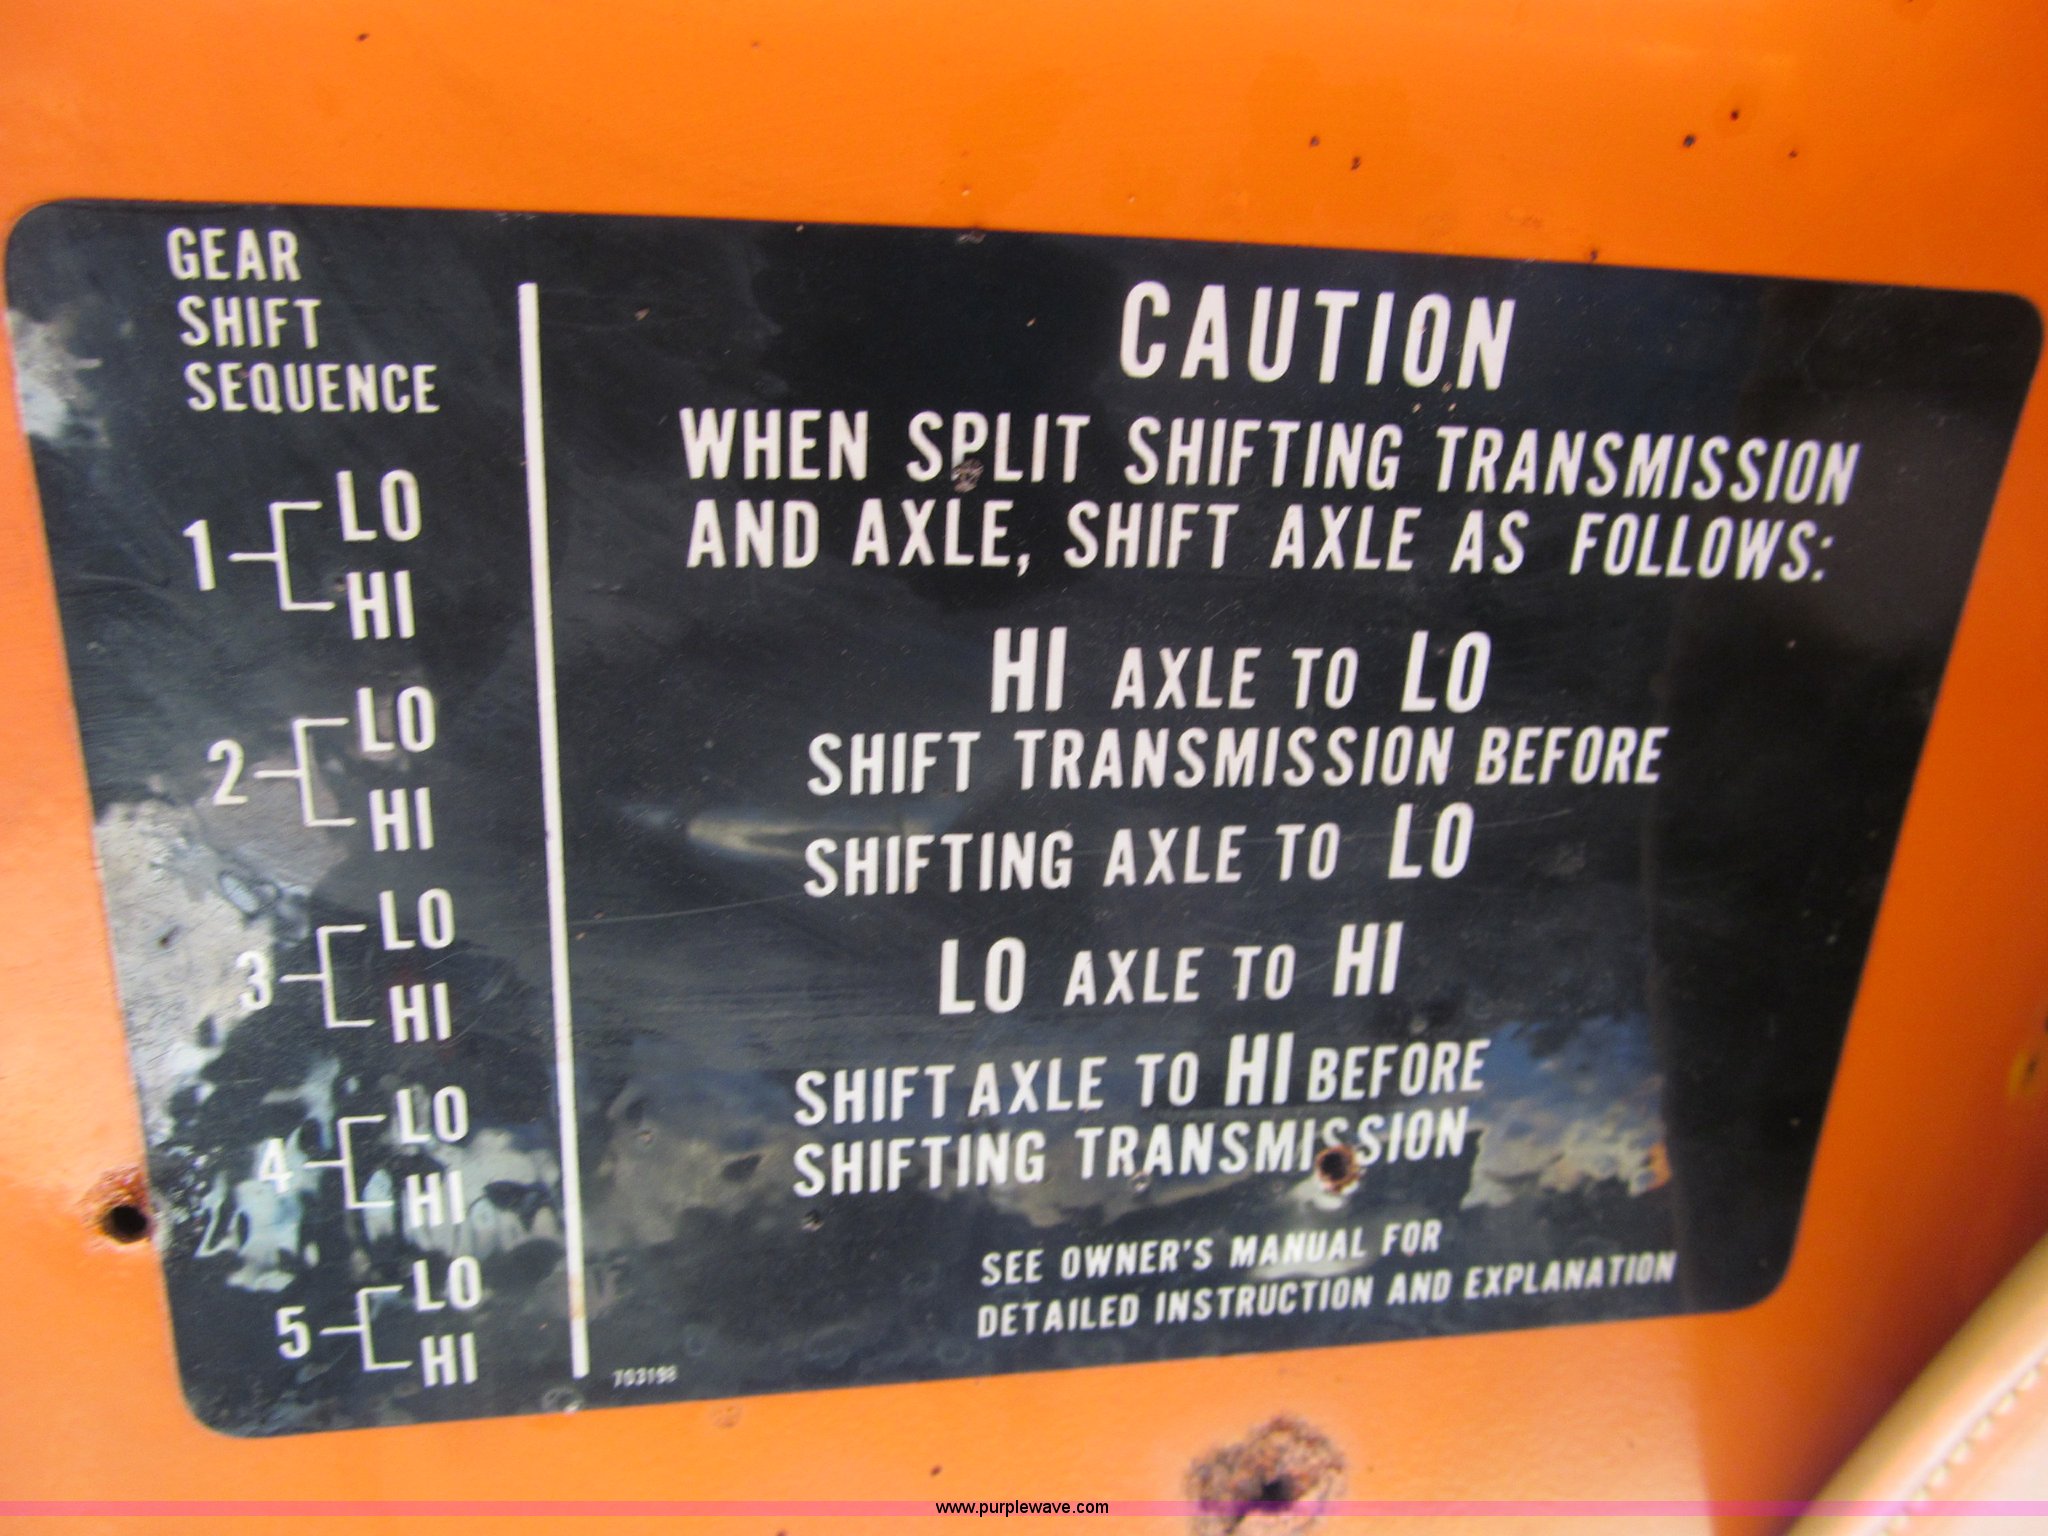 GEAR
SHIFT
SEQUENCE
1 LO
HI
2 LO
HI
3 LO
HI
4 LO
HI
5 LO
HI
CAUTION
WHEN SPLIT SHIFTING TRANSMISSION
AND AXLE, SHIFT AXLE AS FOLLOWS:
HI AXLE TO LO
SHIFT TRANSMISSION BEFORE
SHIFTING AXLE TO LO
LO AXLE TO HI
SHIFT AXLE TO HI BEFORE
SHIFTING TRANSMISSION
SEE OWNER'S MANUAL FOR
DETAILED INSTRUCTION AND EXPLANATION
703198
www.purplewave.com